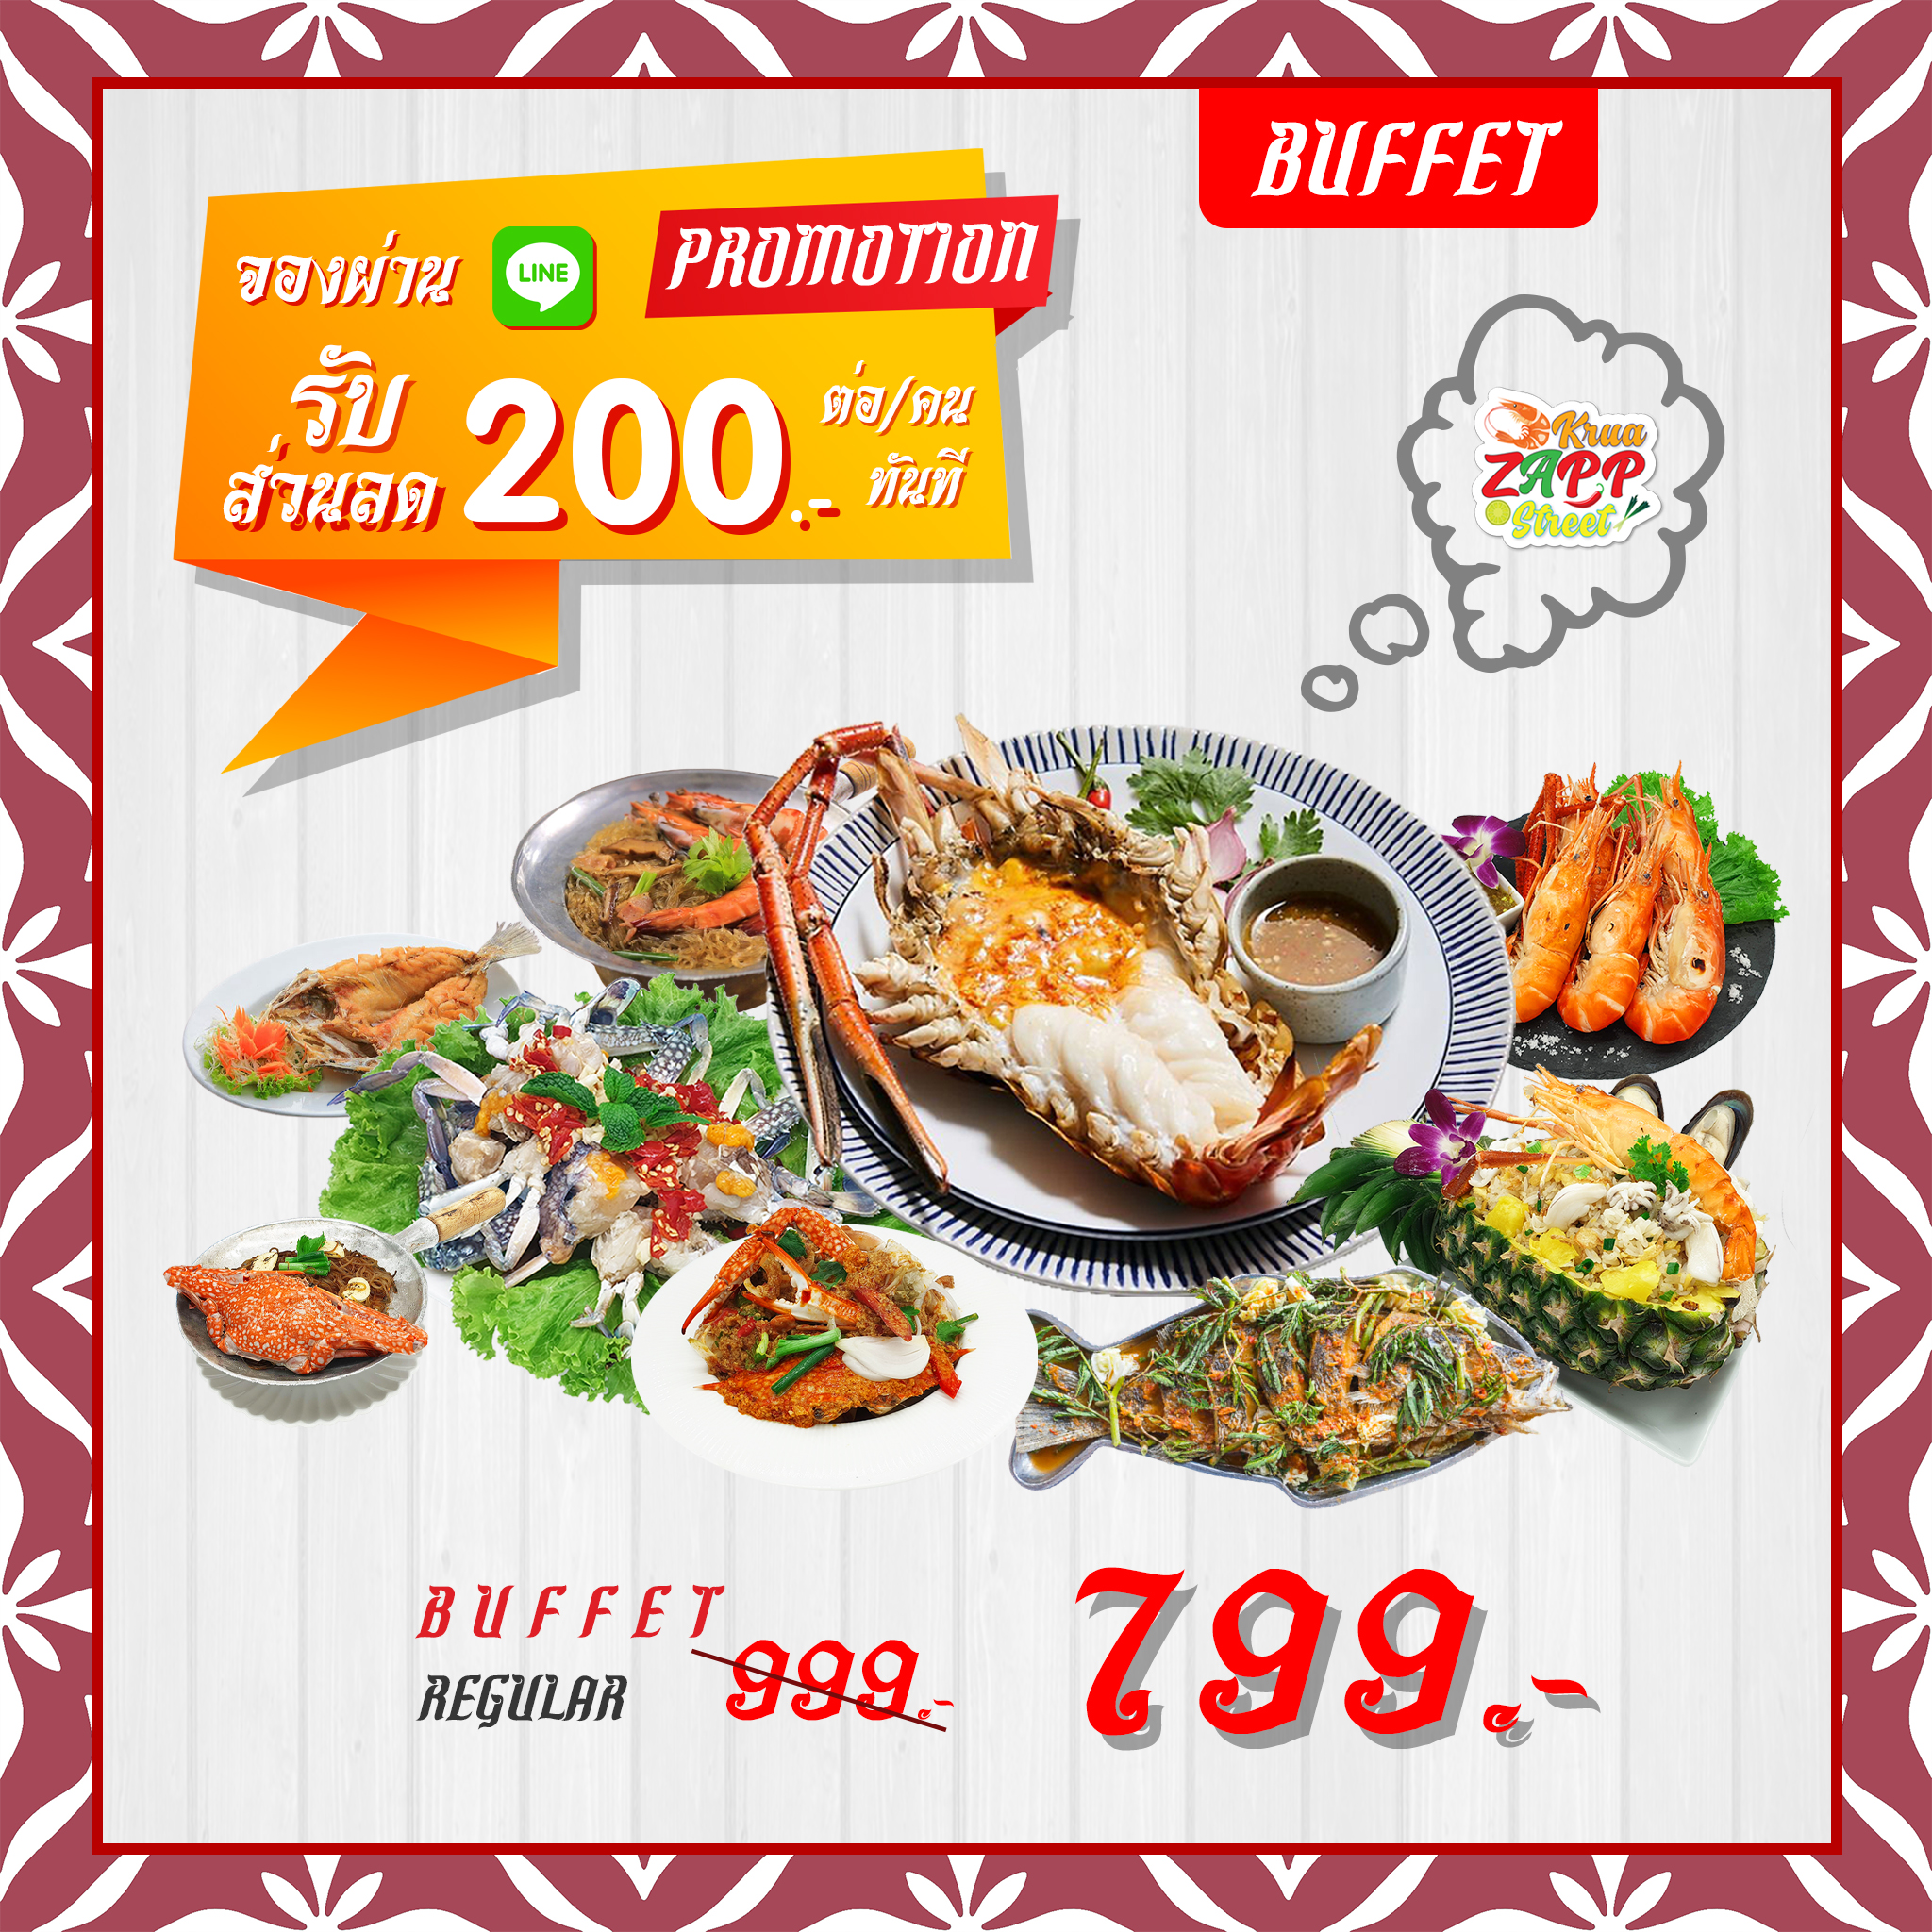 BUFFET
จองผ่าน LINE PROMOTION
รับ
ส่วนลด 200.- ต่อ/คน
ทันที
Krua
ZAPP
Street
BUFFET
REGULAR 999.- 799.-